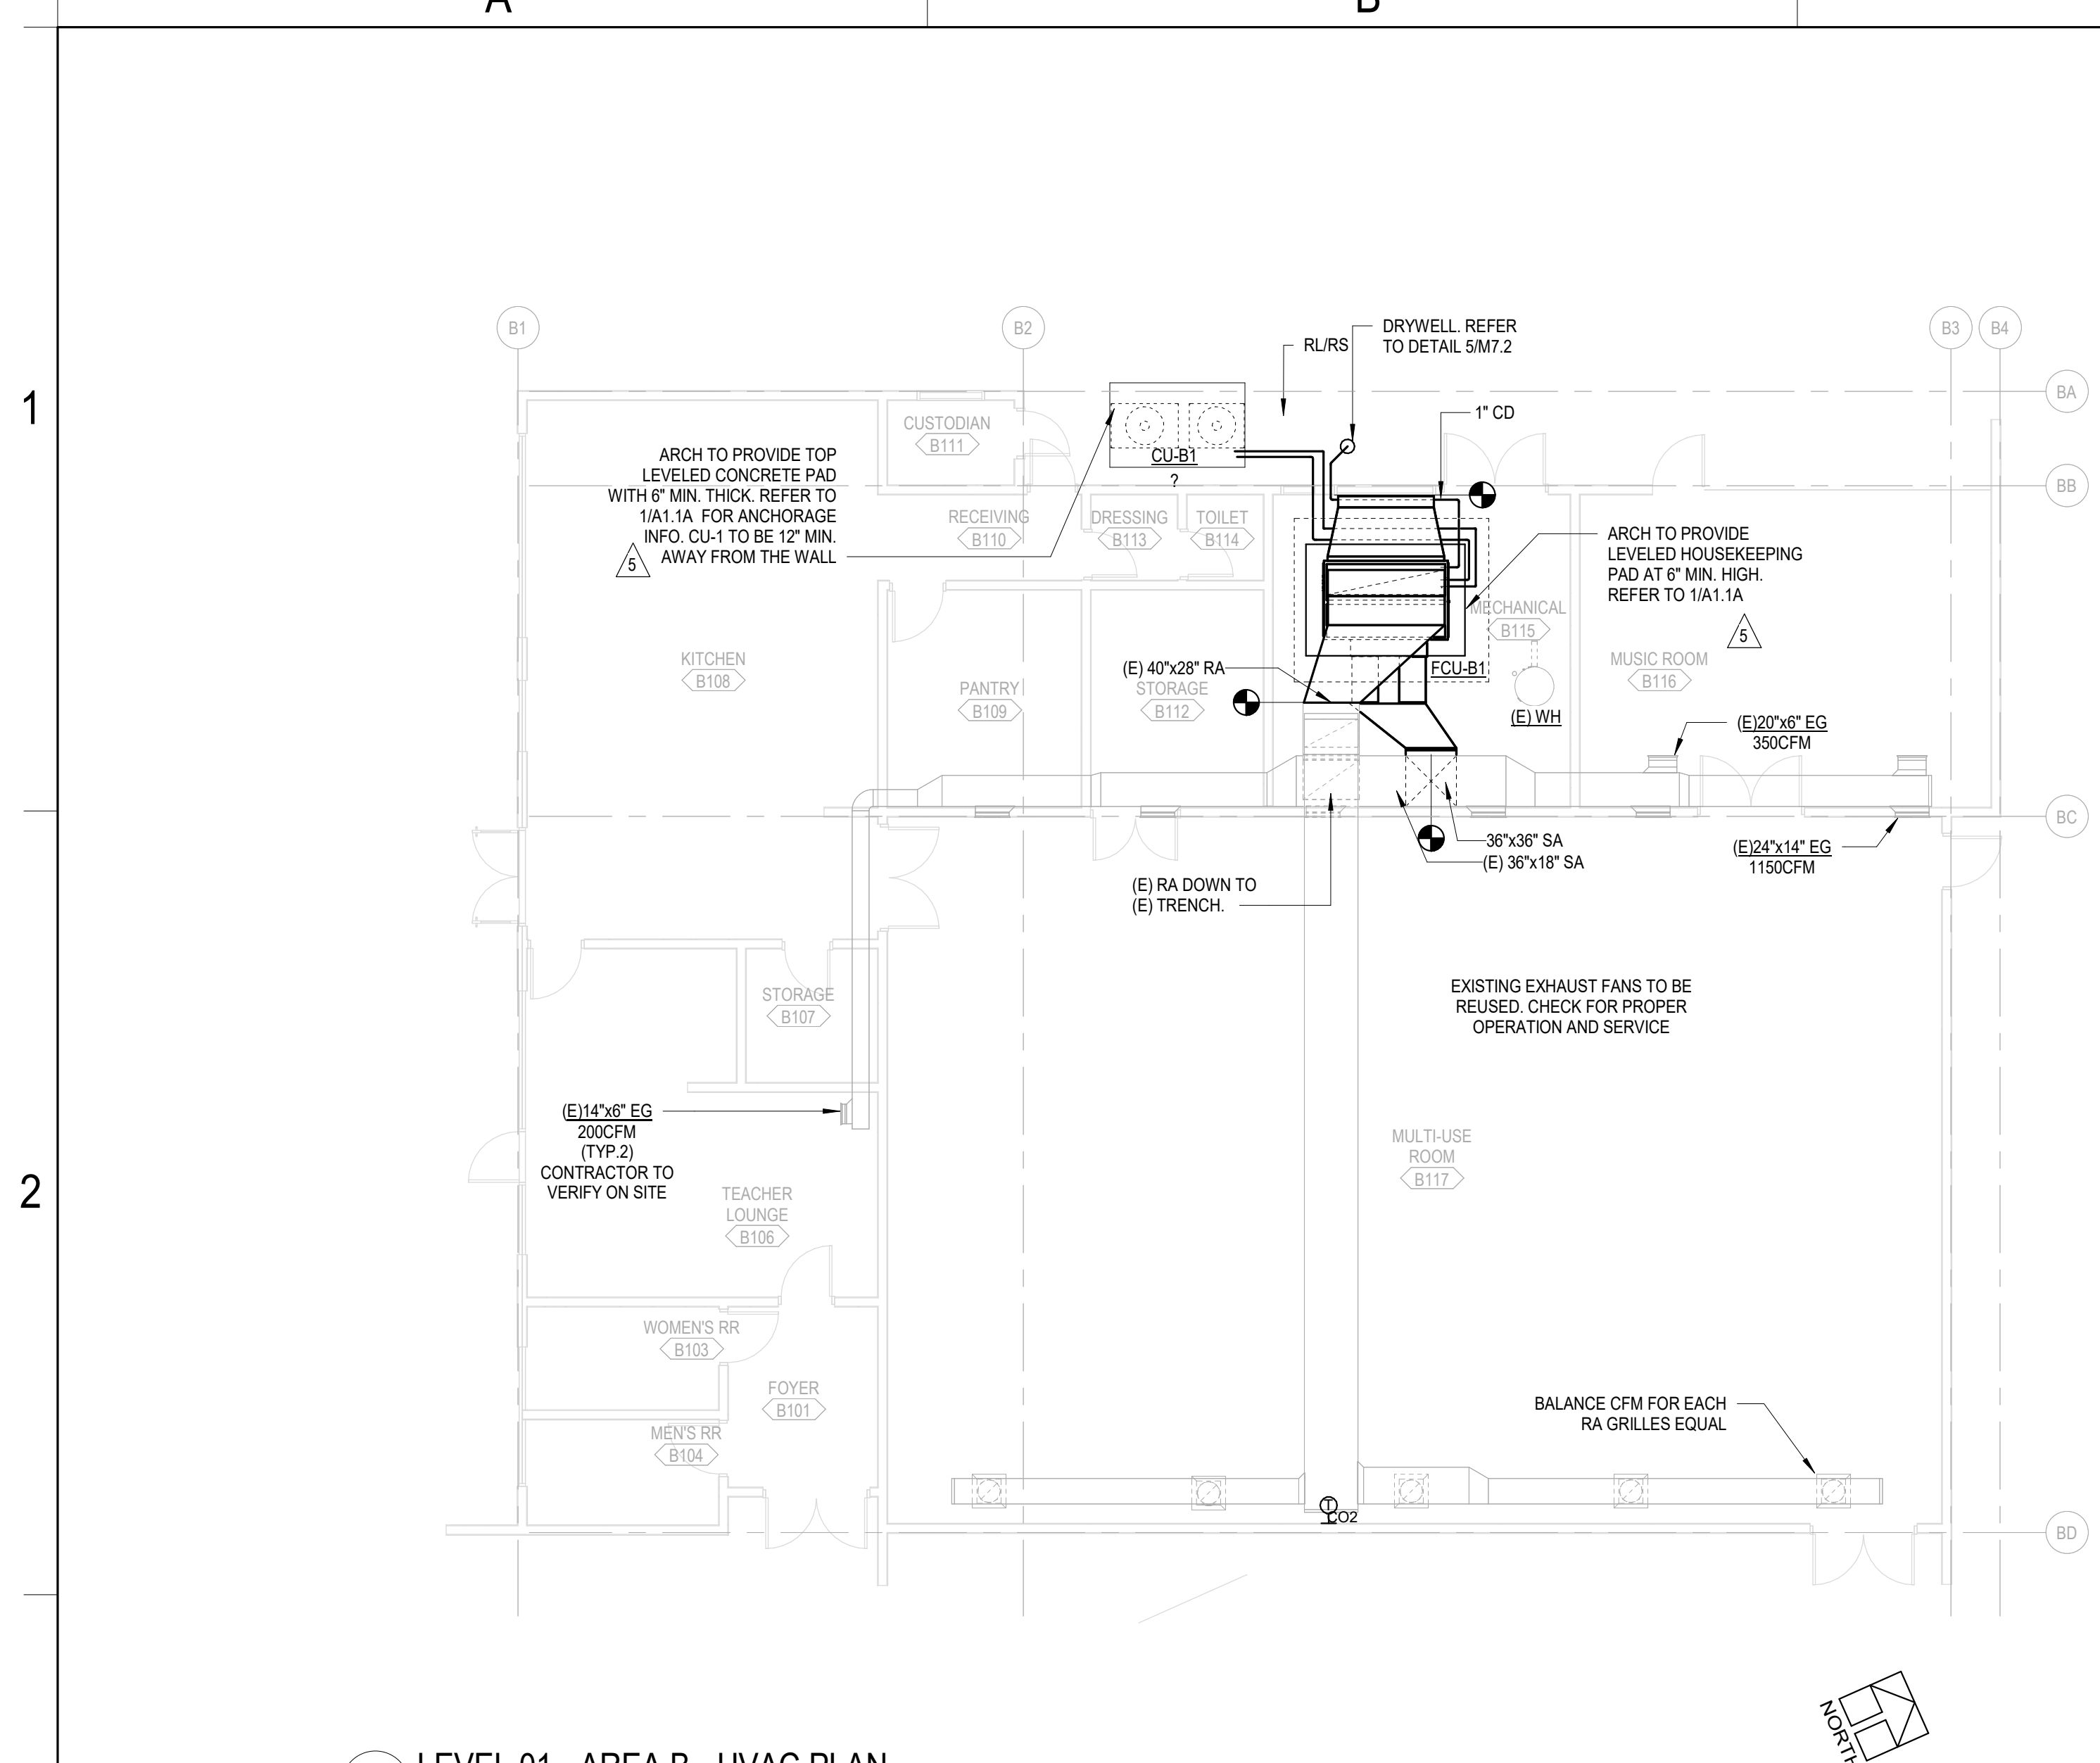 A
B
1
2
B1
B2
B3
B4
BA
BB
BC
BD
DRYWELL. REFER
TO DETAIL 5/M7.2
RL/RS
1" CD
CUSTODIAN
B111
CU-B1
?
ARCH TO PROVIDE TOP
LEVELED CONCRETE PAD
WITH 6" MIN. THICK. REFER TO
1/A1.1A FOR ANCHORAGE
INFO. CU-1 TO BE 12" MIN.
AWAY FROM THE WALL
5
RECEIVING
B110
DRESSING
B113
TOILET
B114
ARCH TO PROVIDE
LEVELED HOUSEKEEPING
PAD AT 6" MIN. HIGH.
REFER TO 1/A1.1A
5
MECHANICAL
B115
KITCHEN
B108
PANTRY
B109
(E) 40"x28" RA
STORAGE
B112
FCU-B1
(E) WH
MUSIC ROOM
B116
(E)20"x6" EG
350CFM
36"x36" SA
(E) 36"x18" SA
(E)24"x14" EG
1150CFM
(E) RA DOWN TO
(E) TRENCH.
STORAGE
B107
EXISTING EXHAUST FANS TO BE
REUSED. CHECK FOR PROPER
OPERATION AND SERVICE
(E)14"x6" EG
200CFM
(TYP.2)
CONTRACTOR TO
VERIFY ON SITE
TEACHER
LOUNGE
B106
MULTI-USE
ROOM
B117
WOMEN'S RR
B103
FOYER
B101
MEN'S RR
B104
BALANCE CFM FOR EACH
RA GRILLES EQUAL
T
CO2
NORTH
LEVEL 01 - AREA B - HVAC PLAN